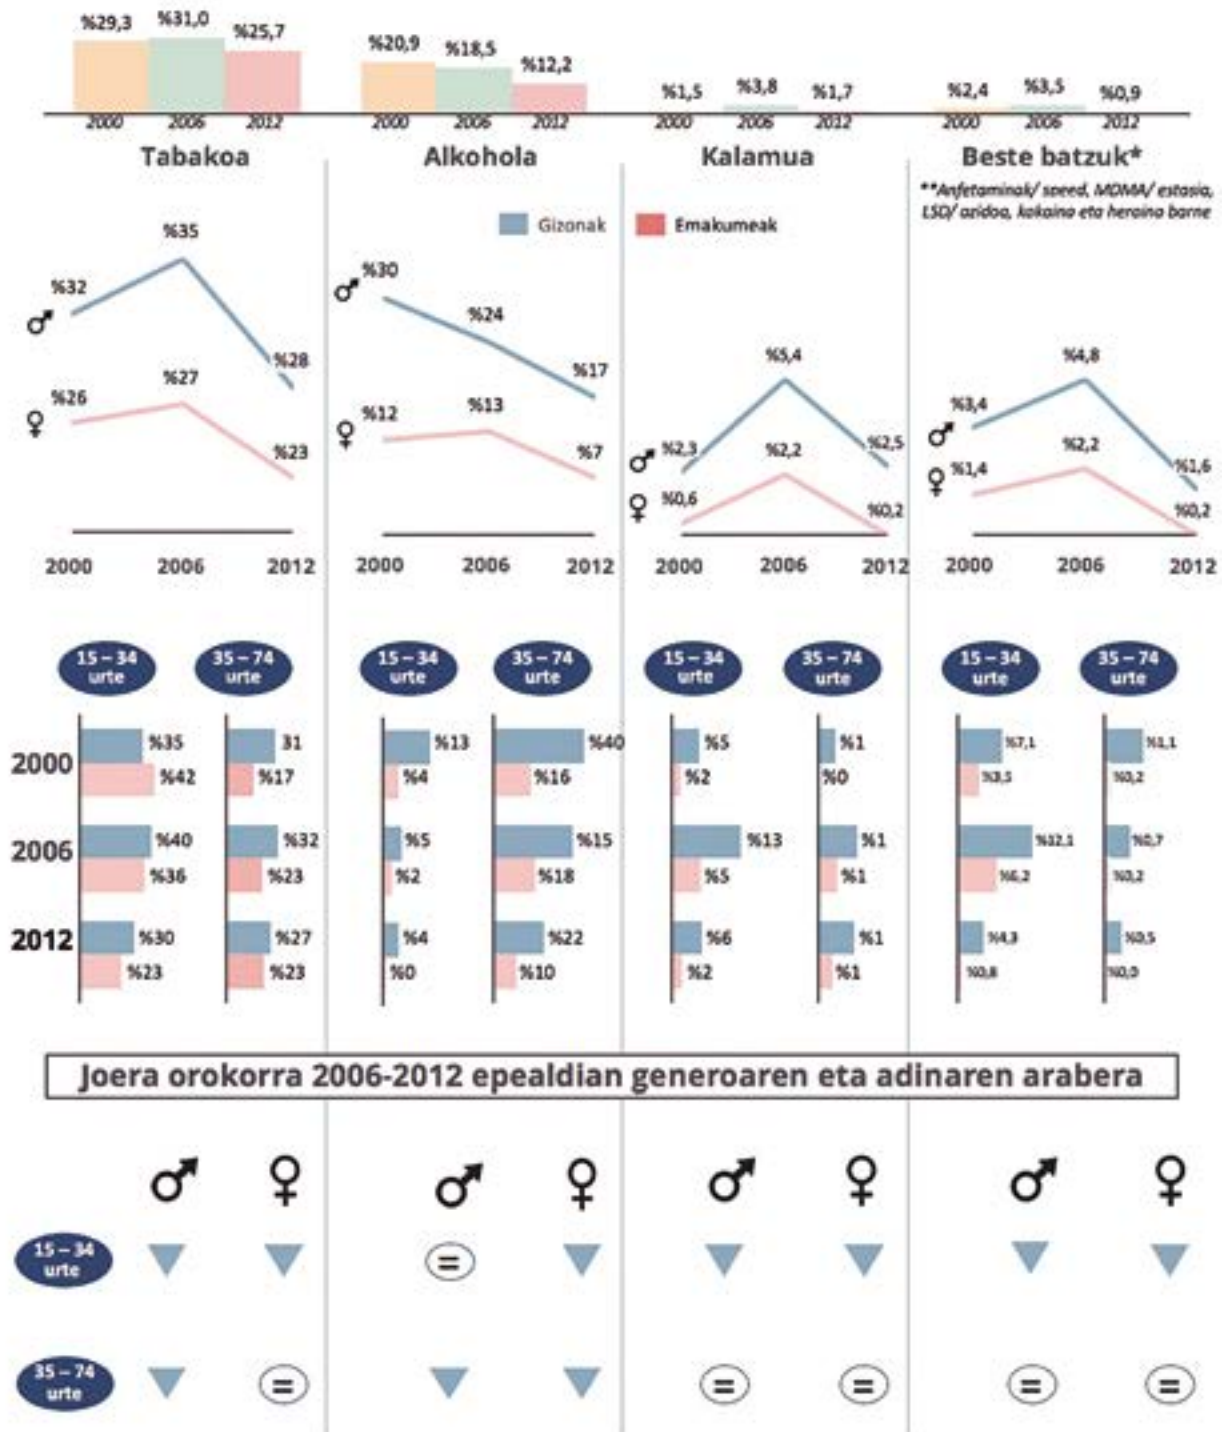 %29,3 %31,0 %25,7 %20,9 %18,5 %12,2 %1,5 %3,8 %1,7 %2,4 %3,5 %0,9
2000 2006 2012 2000 2006 2012 2000 2006 2012 2000 2006 2012
Tabakoa Alkohola Kalamua Beste batzuk*
**Anfetaminak/ speed, MDMA/ estasia,
LSD/ azidoa, kokaina eta heroina barne
Gizonak Emakumeak
%32 %35 %28
%26 %27 %23
2000 2006 2012
%30 %24 %17
%12 %13 %7
2000 2006 2012
%2,3 %5,4 %2,5
%0,6 %2,2 %0,2
2000 2006 2012
%3,4 %4,8 %1,6
%1,4 %2,2 %0,2
2000 2006 2012
15 – 34 35 – 74 15 – 34 35 – 74 15 – 34 35 – 74 15 – 34 35 – 74
urte urte urte urte urte urte urte urte
2000
%35 31 %13 %40 %5 %1 %7,1 %1,1
%42 %17 %4 %16 %2 %0 %3,5 %0,2
2006
%40 %32 %5 %15 %13 %1 %12,1 %0,7
%36 %23 %2 %18 %5 %1 %6,2 %0,2
2012
%30 %27 %4 %22 %6 %1 %4,3 %0,5
%23 %23 %0 %10 %2 %1 %0,8 %0,0
Joera orokorra 2006-2012 epealdian generoaren eta adinaren arabera
15 – 34
urte
=
35 – 74
urte
= = = = =